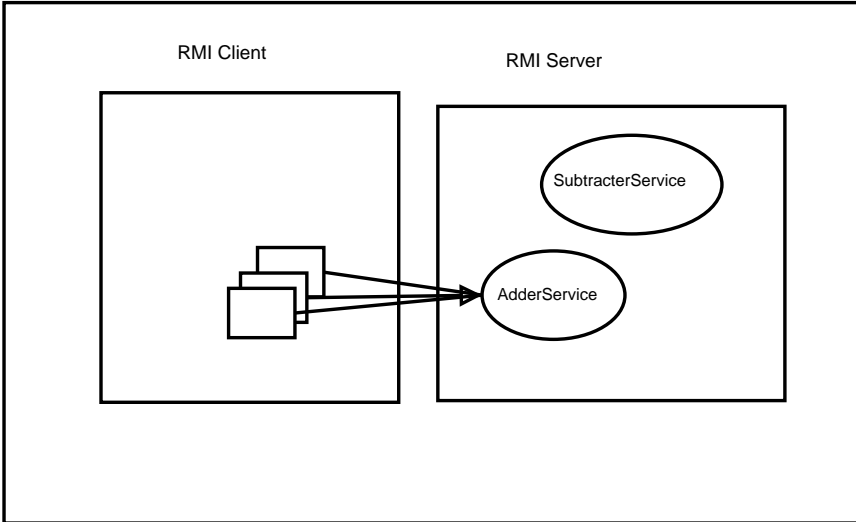 RMI Client
RMI Server
SubtracterService
AdderService